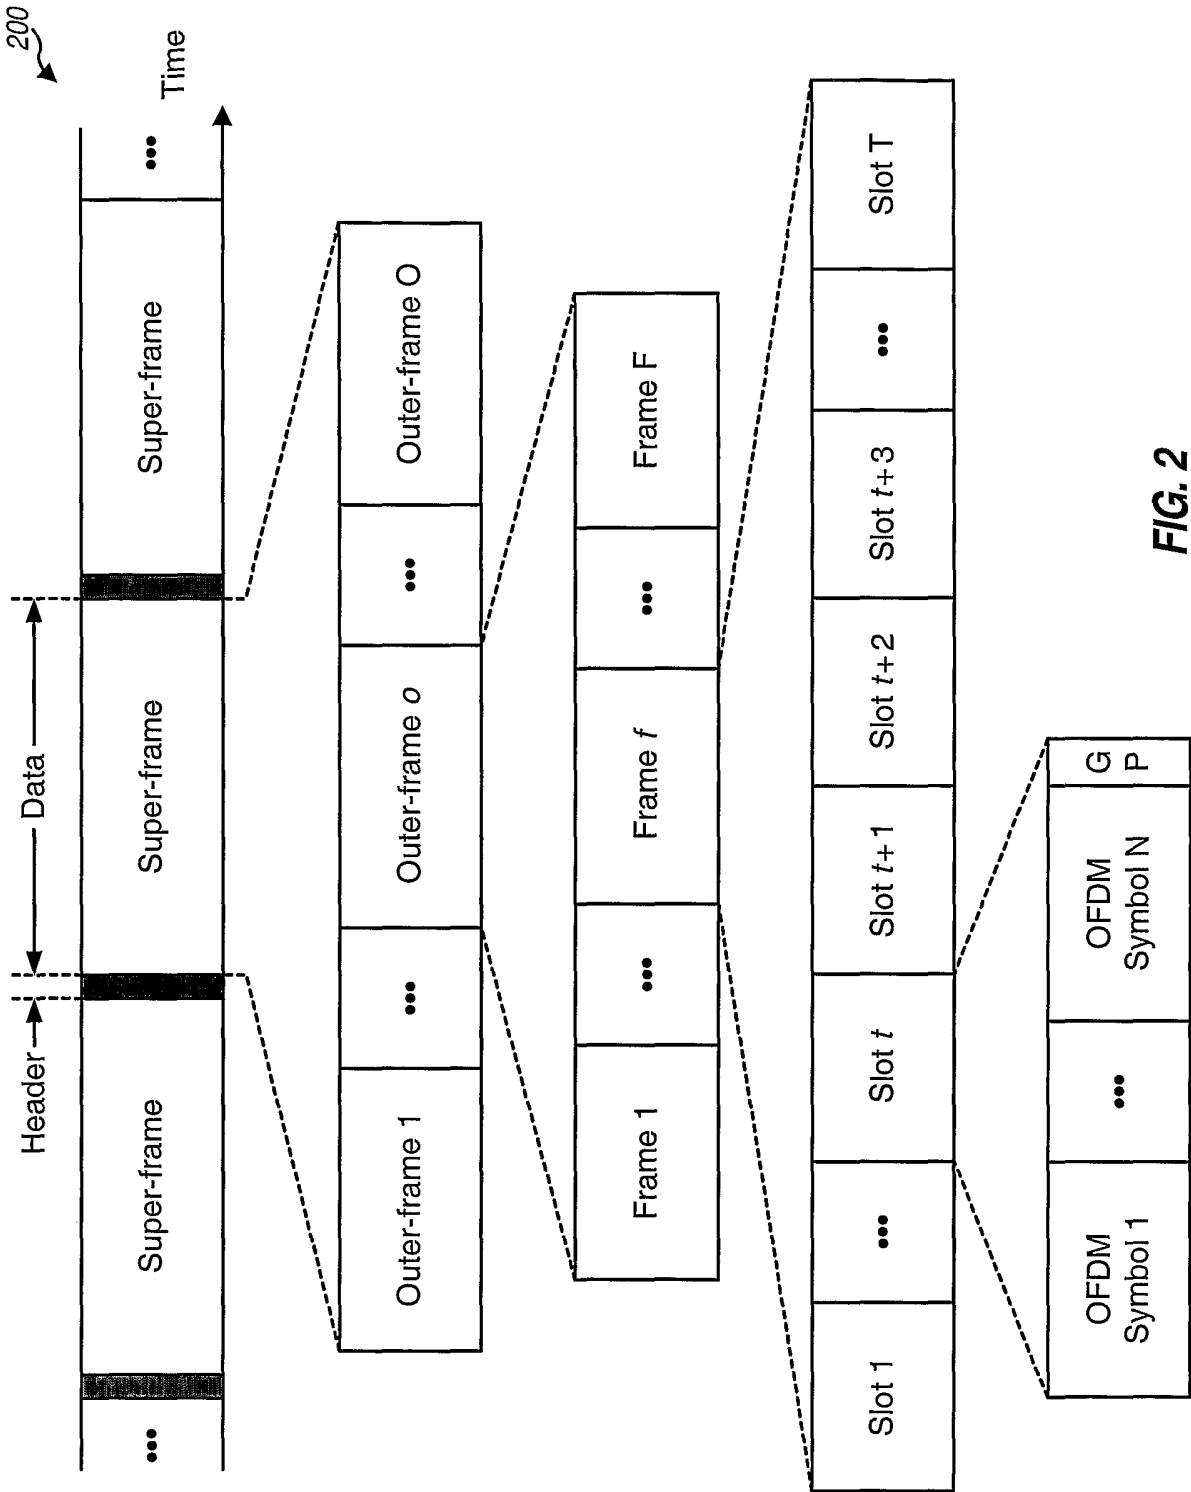 200
Header
Data
Super-frame
Super-frame
Super-frame
Time
Outer-frame 1
Outer-frame o
Outer-frame O
Frame 1
Frame f
Frame F
Slot 1
Slot t
Slot t+1
Slot t+2
Slot t+3
Slot T
OFDM
Symbol 1
OFDM
Symbol N
G
P
FIG. 2